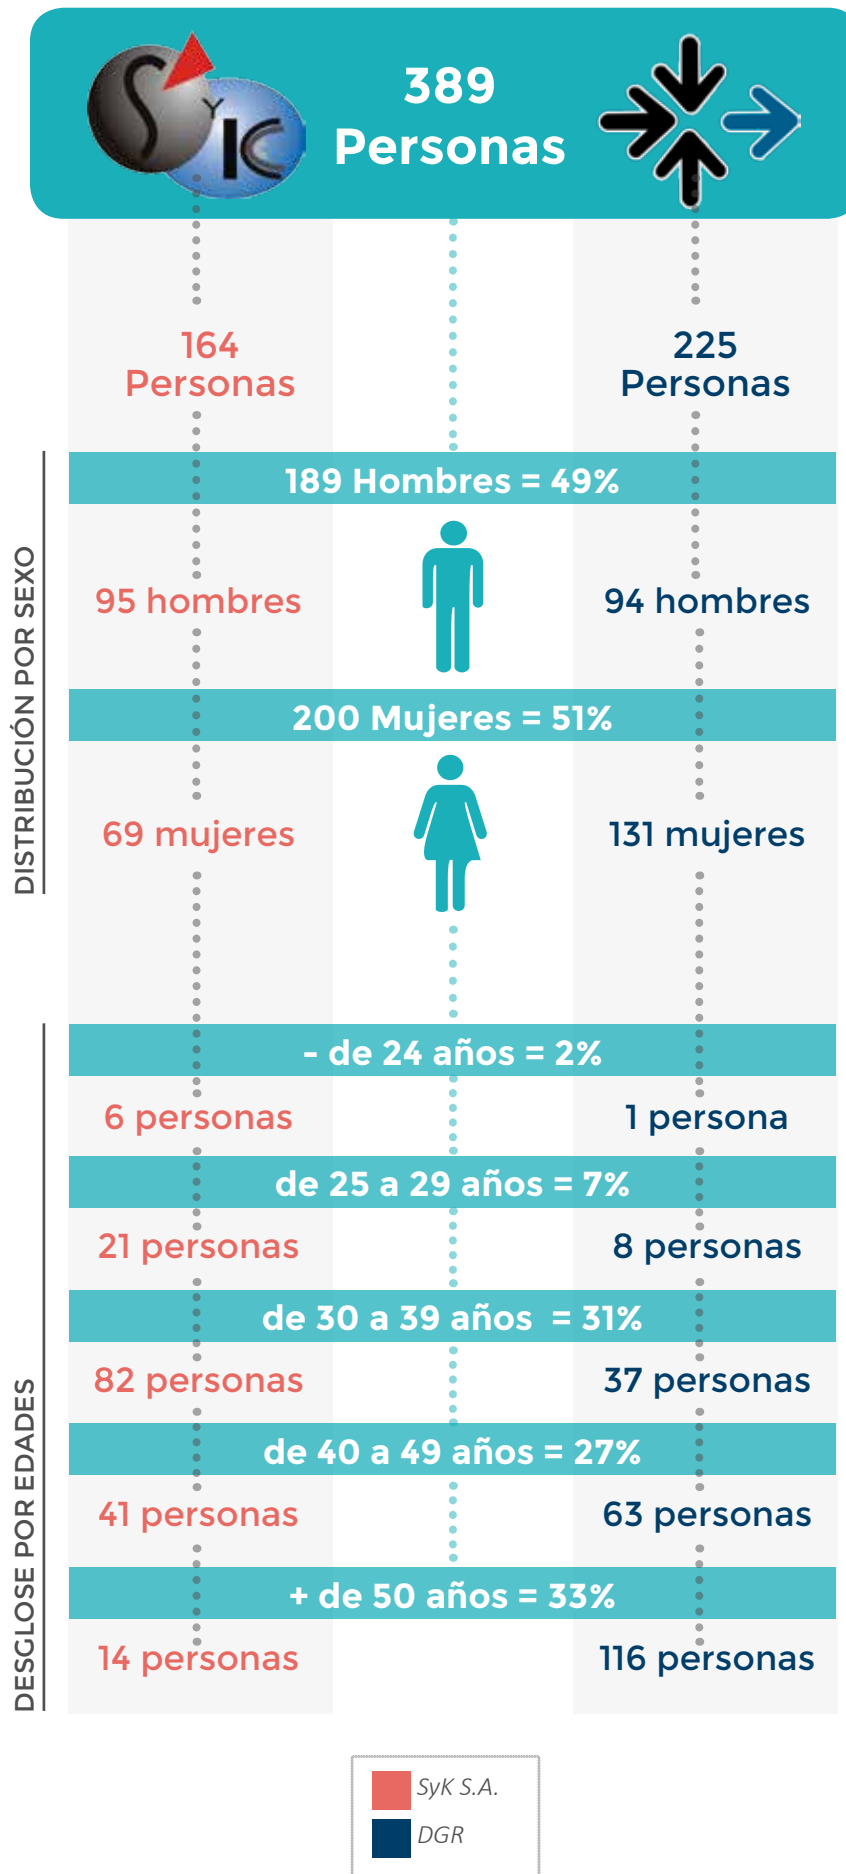 S Y K
389
Personas
164
Personas
225
Personas
DISTRIBUCIÓN POR SEXO
189 Hombres = 49%
95 hombres
94 hombres
200 Mujeres = 51%
69 mujeres
131 mujeres
DESGLOSE POR EDADES
- de 24 años = 2%
6 personas
1 persona
de 25 a 29 años = 7%
21 personas
8 personas
de 30 a 39 años = 31%
82 personas
37 personas
de 40 a 49 años = 27%
41 personas
63 personas
+ de 50 años = 33%
14 personas
116 personas
SyK S.A.
DGR